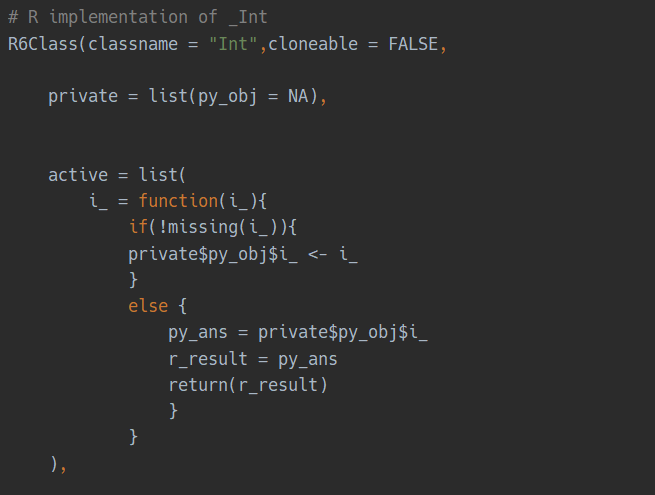 # R implementation of _Int
R6Class(classname = "Int",cloneable = FALSE,
private = list(py_obj = NA),
active = list(
i_ = function(i_){
if(!missing(i_)){
private$py_obj$i_ <- i_
}
else {
py_ans = private$py_obj$i_
r_result = py_ans
return(r_result)
}
}
),